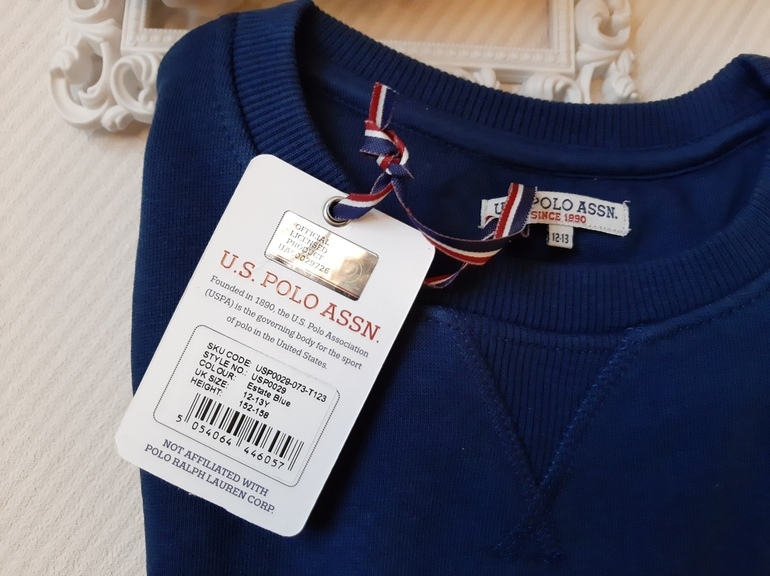 OFFICIAL
LICENSED
PRODUCT
U.S. POLO ASSN.
Founded in 1890, the U.S. Polo Association
(USPA) is the governing body for the sport
of polo in the United States.
SKU CODE: USP0029-073-T123
STYLE NO.: USP0029
COLOUR: Estate Blue
UK SIZE: 12-13Y
HEIGHT: 152-158
5 054064 446057
NOT AFFILIATED WITH
POLO RALPH LAUREN CORP.
POLO ASSN.
SINCE 1890
12-13